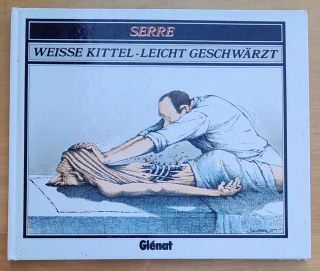 SERRE
WEISSE KITTEL-LEICHT GESCHWÄRZT
Glénat